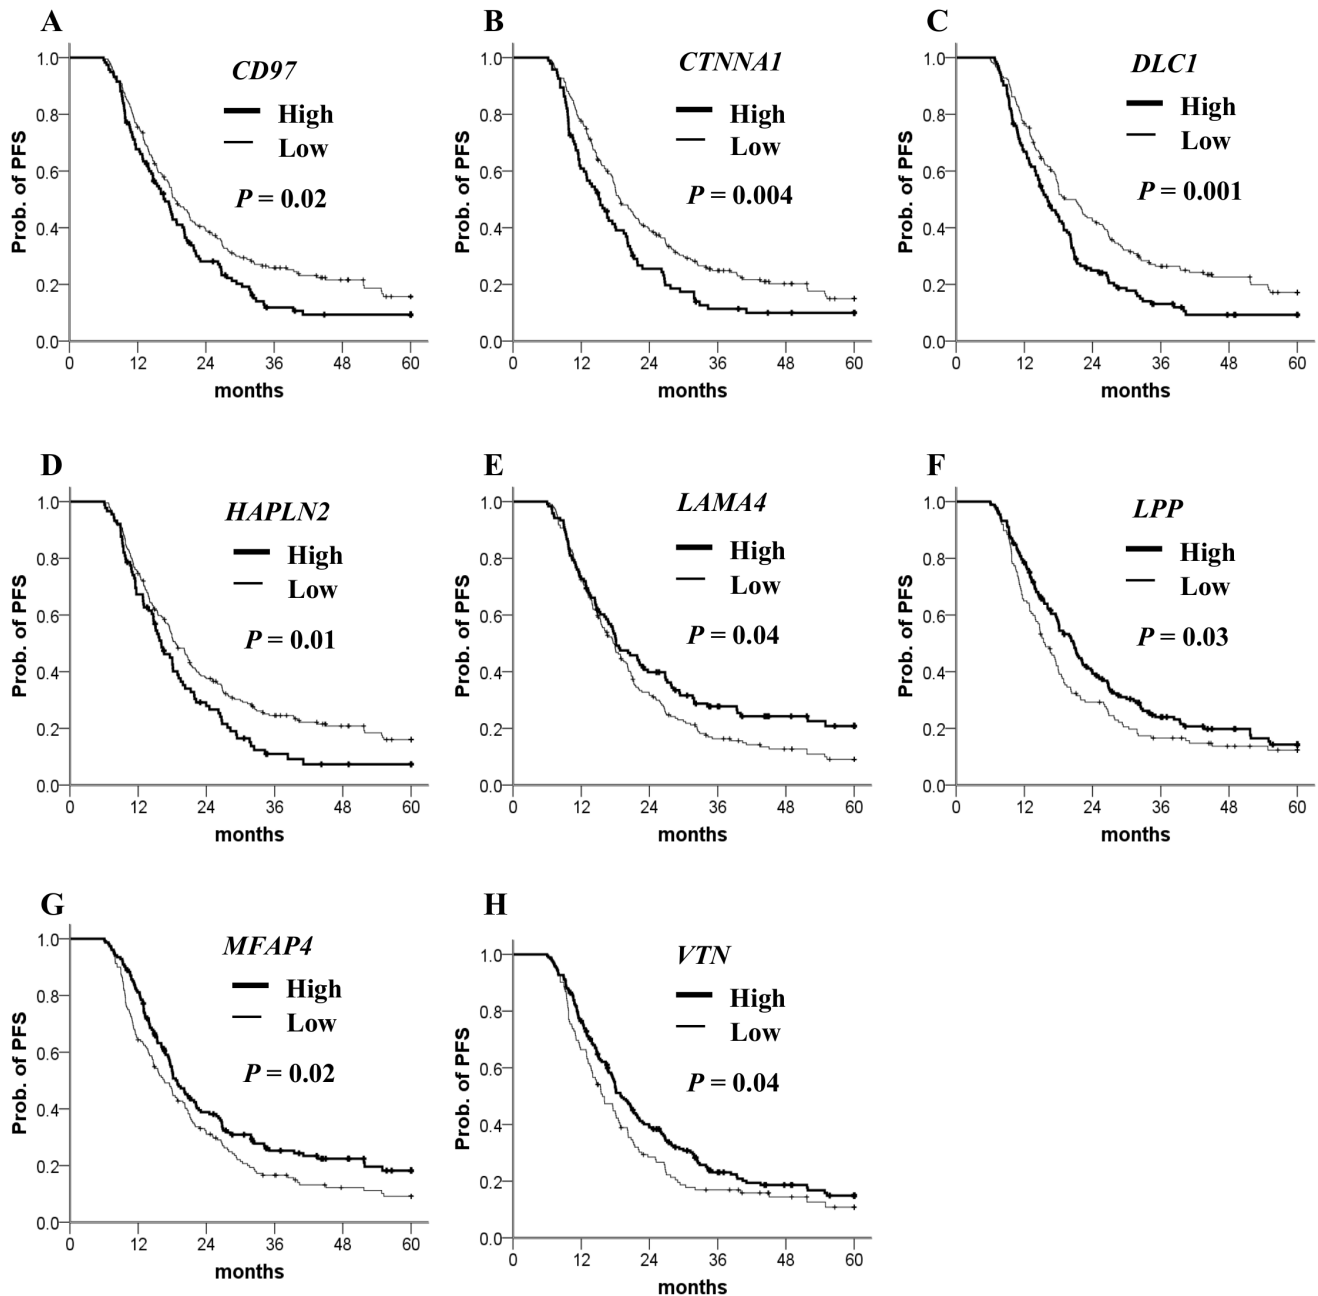 A
CD97
High
Low
P = 0.02
Prob. of PFS
1.0
0.8
0.6
0.4
0.2
0.0
0 12 24 36 48 60
months
B
CTNNA1
High
Low
P = 0.004
Prob. of PFS
1.0
0.8
0.6
0.4
0.2
0.0
0 12 24 36 48 60
months
C
DLC1
High
Low
P = 0.001
Prob. of PFS
1.0
0.8
0.6
0.4
0.2
0.0
0 12 24 36 48 60
months
D
HAPLN2
High
Low
P = 0.01
Prob. of PFS
1.0
0.8
0.6
0.4
0.2
0.0
0 12 24 36 48 60
months
E
LAMA4
High
Low
P = 0.04
Prob. of PFS
1.0
0.8
0.6
0.4
0.2
0.0
0 12 24 36 48 60
months
F
LPP
High
Low
P = 0.03
Prob. of PFS
1.0
0.8
0.6
0.4
0.2
0.0
0 12 24 36 48 60
months
G
MFAP4
High
Low
P = 0.02
Prob. of PFS
1.0
0.8
0.6
0.4
0.2
0.0
0 12 24 36 48 60
months
H
VTN
High
Low
P = 0.04
Prob. of PFS
1.0
0.8
0.6
0.4
0.2
0.0
0 12 24 36 48 60
months